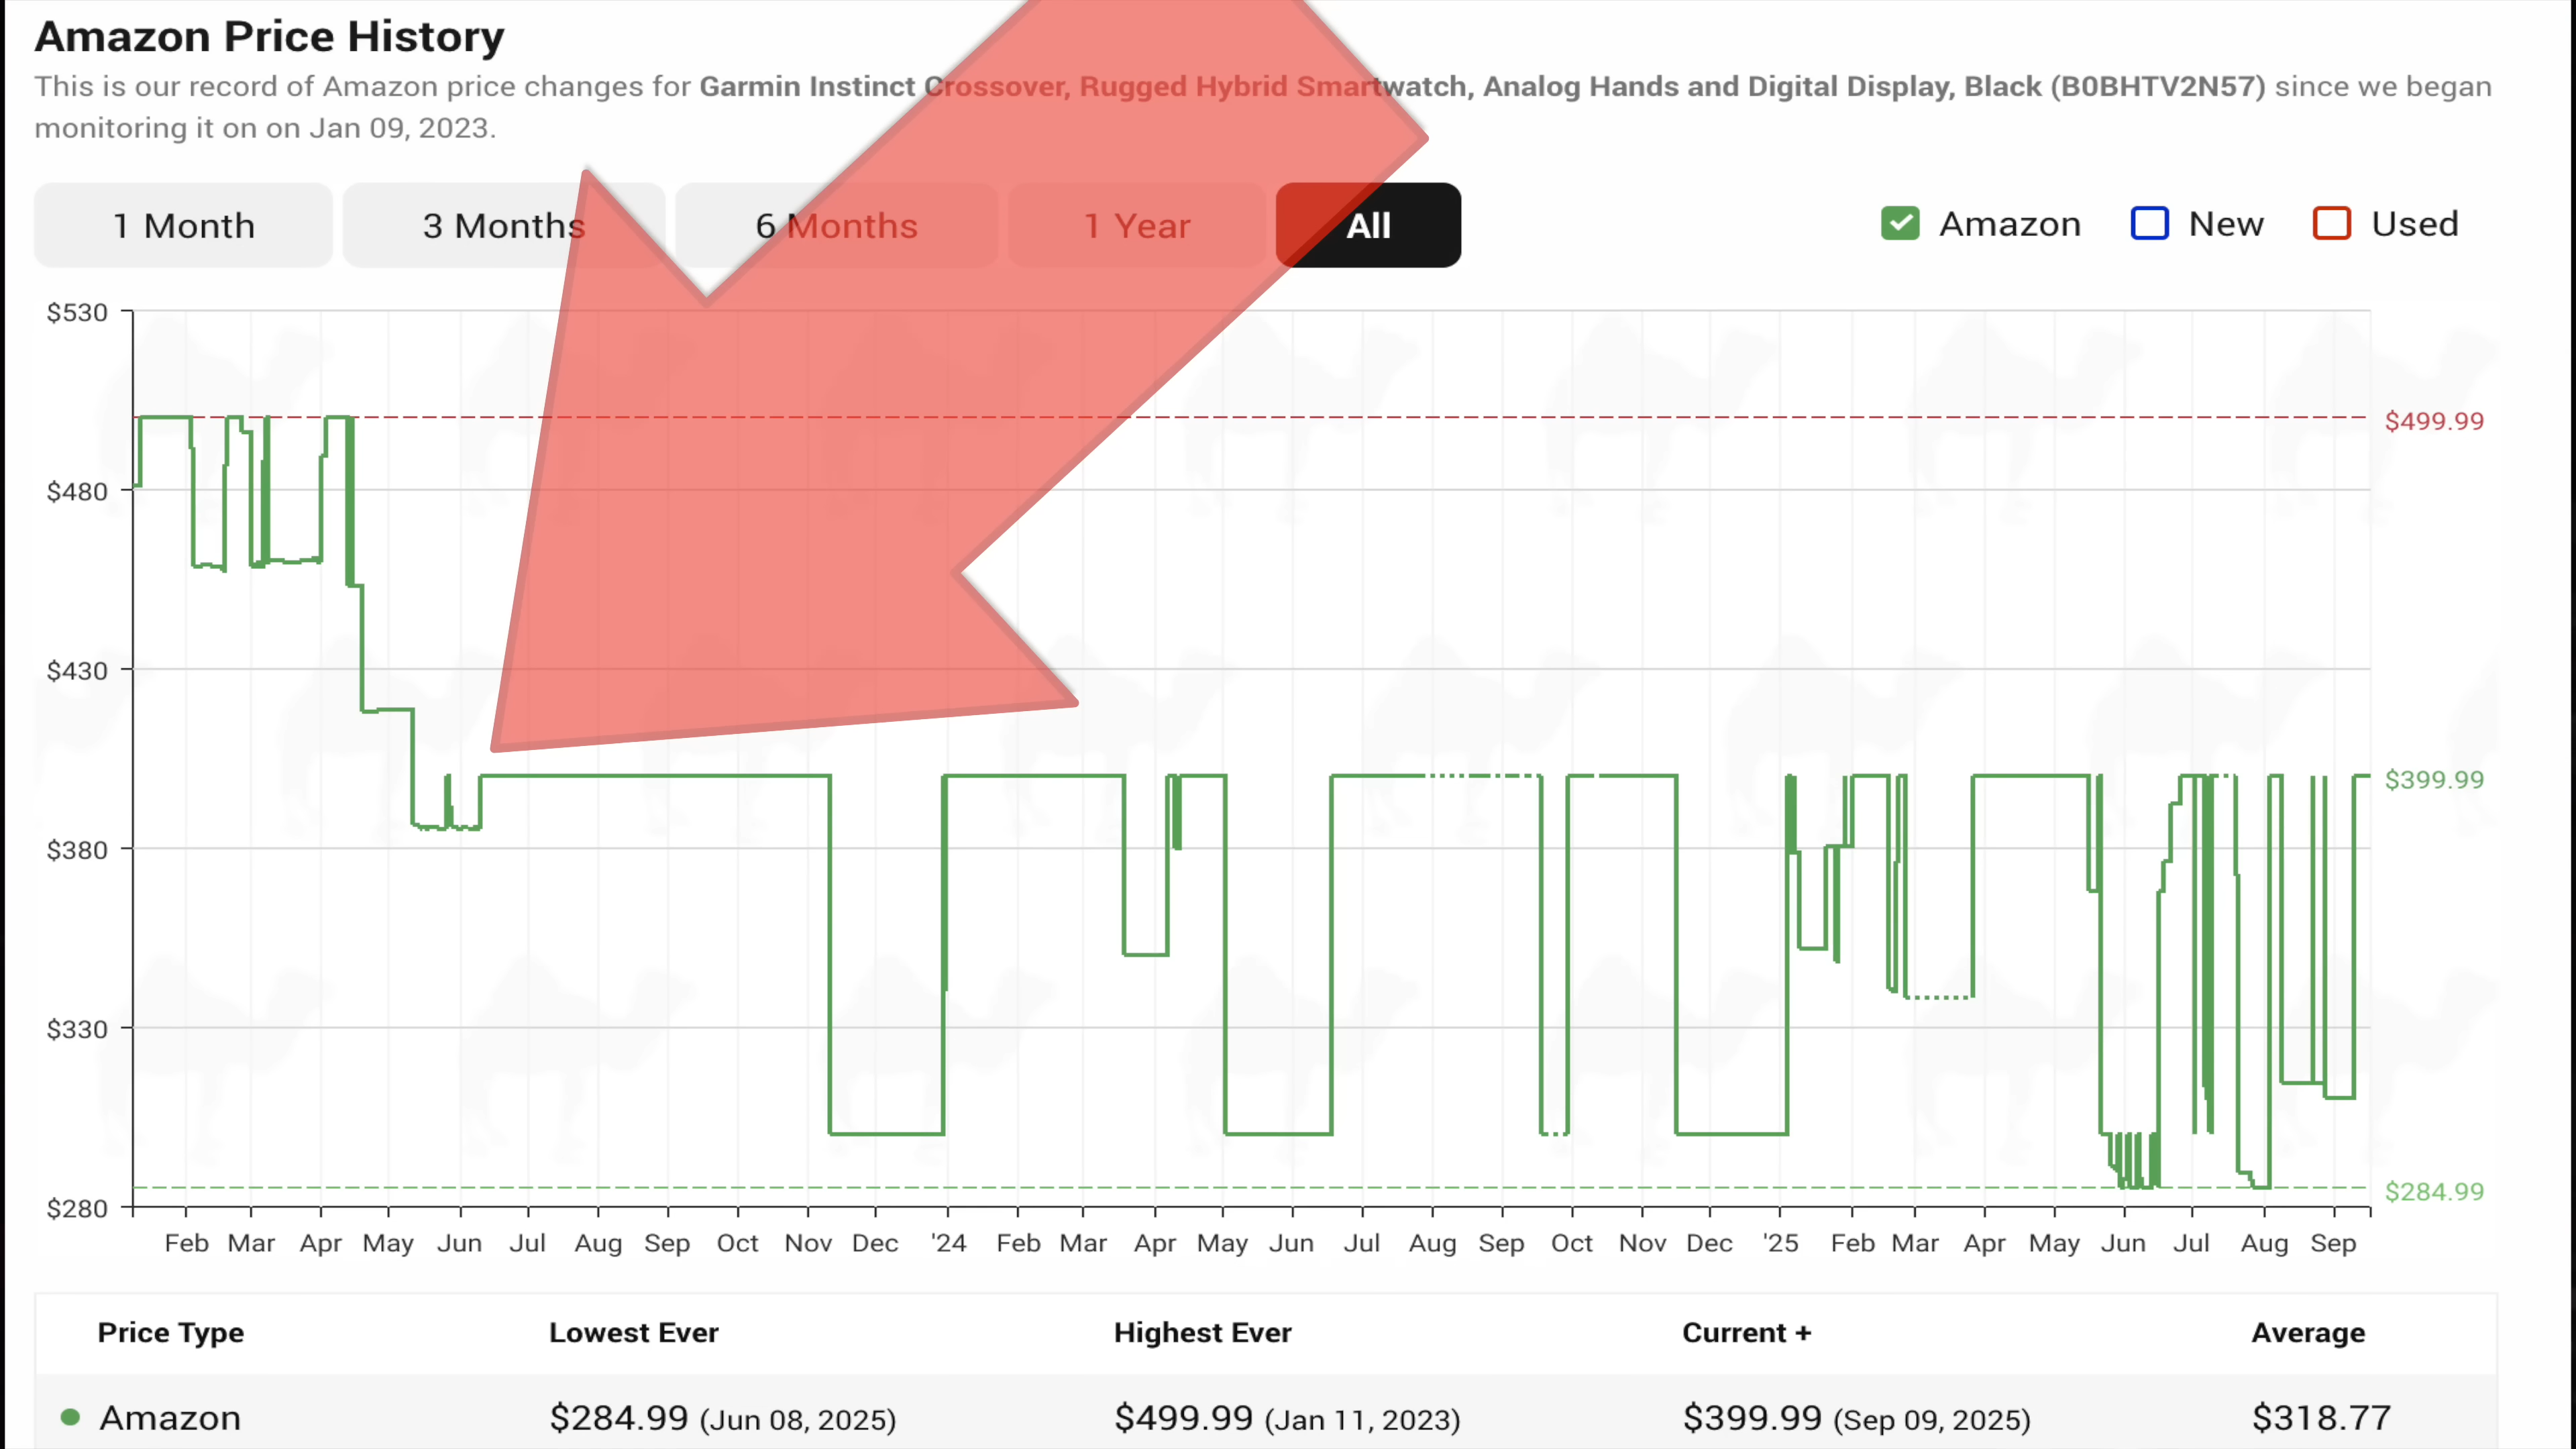 Amazon Price History
This is our record of Amazon price changes for Garmin Instinct Crossover, Rugged Hybrid Smartwatch, Analog Hands and Digital Display, Black (B0BHTV2N57) since we began
monitoring it on on Jan 09, 2023.
1 Month 3 Months 6 Months 1 Year All Amazon New Used
$530
$499.99
$480
$430
$399.99
$380
$330
$284.99
$280
Feb Mar Apr May Jun Jul Aug Sep Oct Nov Dec '24 Feb Mar Apr May Jun Jul Aug Sep Oct Nov Dec '25 Feb Mar Apr May Jun Jul Aug Sep
Price Type Lowest Ever Highest Ever Current + Average
Amazon $284.99 (Jun 08, 2025) $499.99 (Jan 11, 2023) $399.99 (Sep 09, 2025) $318.77